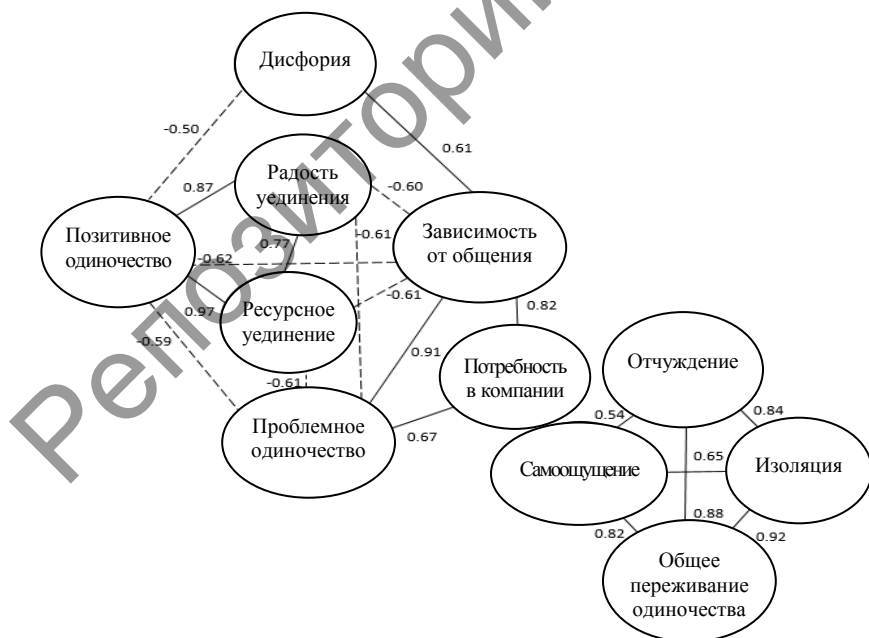 Дисфория
-0.50
0.61
Радость
уединения
-0.60
0.87
Позитивное
одиночество
0.77
-0.61
Зависимость
от общения
-0.62
0.97
Ресурсное
уединение
-0.61
-0.59
0.82
0.91
Потребность
в компании
Отчуждение
-0.61
Проблемное
одиночество
0.67
0.54
0.84
Самоощущение
0.65
Изоляция
0.82
0.88
0.92
Общее
переживание
одиночества
Репозитори